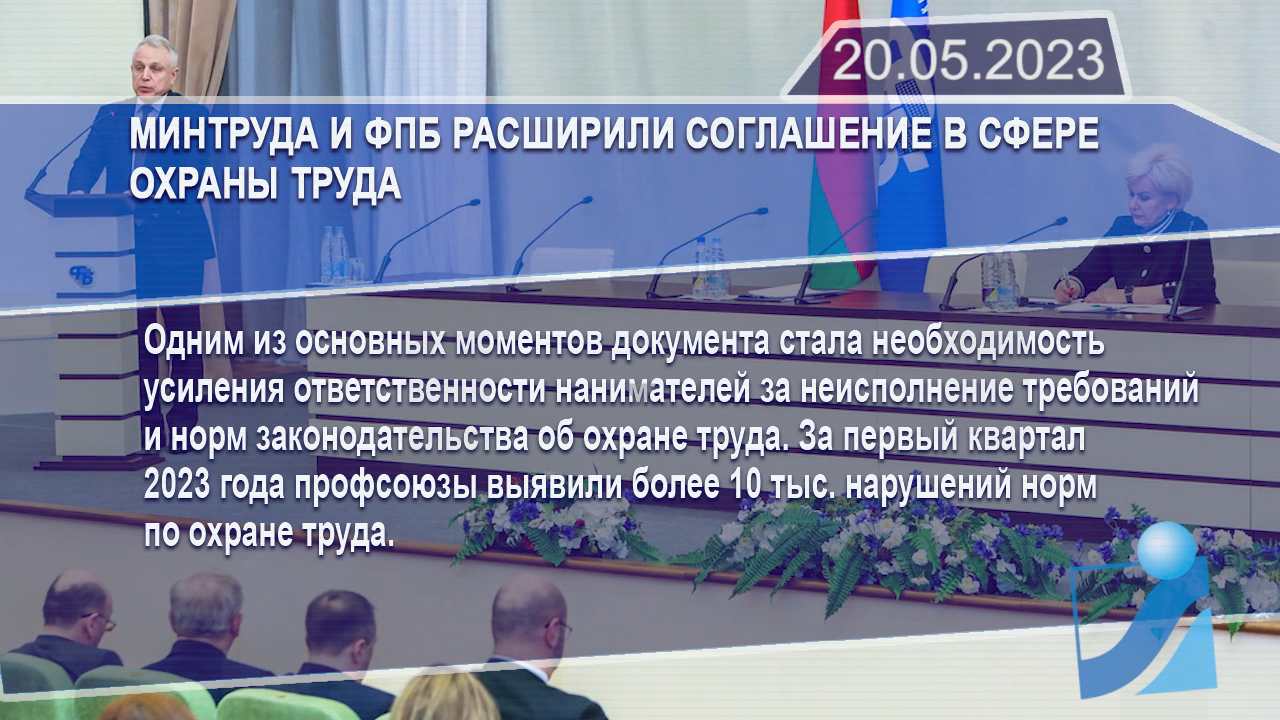 20.05.2023
МИНТРУДА И ФПБ РАСШИРИЛИ СОГЛАШЕНИЕ В СФЕРЕ
ОХРАНЫ ТРУДА
Одним из основных моментов документа стала необходимость
усиления ответственности нанимателей за неисполнение требований
и норм законодательства об охране труда. За первый квартал
2023 года профсоюзы выявили более 10 тыс. нарушений норм
по охране труда.